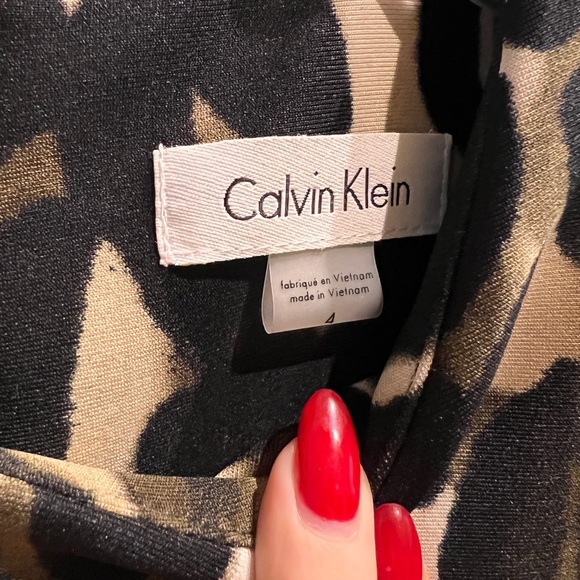 Calvin Klein
fabriqué en Vietnam
made in Vietnam
4